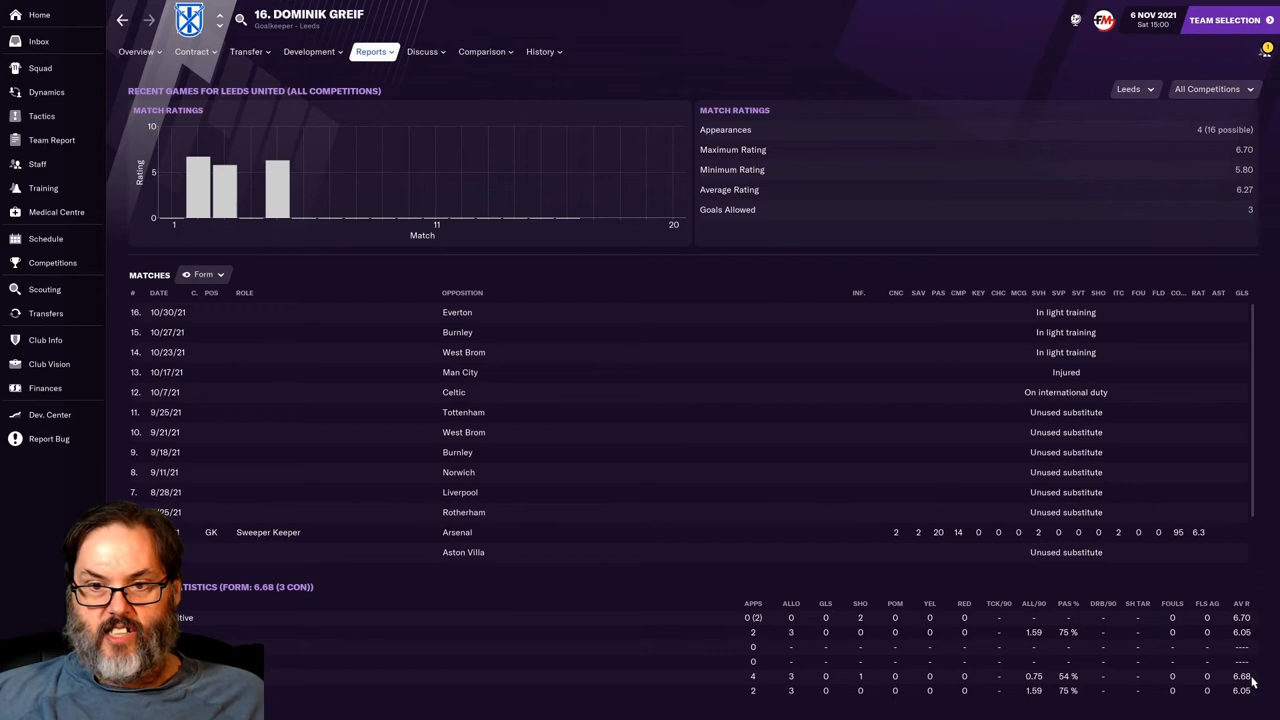 Home
Inbox
Squad
Dynamics
Tactics
Team Report
Staff
Training
Medical Centre
Schedule
Competitions
Scouting
Transfers
Club Info
Club Vision
Finances
Dev. Center
Report Bug
16. DOMINIK GREIF
Goalkeeper - Leeds
FM
6 NOV 2021
Sat 15:00
TEAM SELECTION
1
Overview Contract Transfer Development Reports Discuss Comparison History
RECENT GAMES FOR LEEDS UNITED (ALL COMPETITIONS)
Leeds All Competitions
MATCH RATINGS
10
5
0
Rating
1 11 20
Match
MATCH RATINGS
Appearances 4 (16 possible)
Maximum Rating 6.70
Minimum Rating 5.80
Average Rating 6.27
Goals Allowed 3
MATCHES Form
# DATE C. POS ROLE OPPOSITION INF. CNC SAV PAS CMP KEY CHC MCG SVH SVP SVT SHO ITC FOU FLD CO... RAT AST GLS
16. 10/30/21 Everton In light training
15. 10/27/21 Burnley In light training
14. 10/23/21 West Brom In light training
13. 10/17/21 Man City Injured
12. 10/7/21 Celtic On international duty
11. 9/25/21 Tottenham Unused substitute
10. 9/21/21 West Brom Unused substitute
9. 9/18/21 Burnley Unused substitute
8. 9/11/21 Norwich Unused substitute
7. 8/28/21 Liverpool Unused substitute
/25/21 Rotherham Unused substitute
1 GK Sweeper Keeper Arsenal 2 2 20 14 0 0 0 2 0 0 0 2 0 0 95 6.3
Aston Villa Unused substitute
TISTICS (FORM: 6.68 (3 CON))
APPS ALLO GLS SHO POM YEL RED TCK/90 ALL/90 PAS % DRB/90 SH TAR FOULS FLS AG AV R
itive 0 (2) - 0 2 0 0 0 - - - - - 0 0 6.70
2 3 0 0 0 0 0 - 1.59 75 % - - 0 0 6.05
0 - - - - - - - - - - - - - ----
0 - - - - - - - - - - - - - ----
4 3 0 1 0 0 0 - 0.75 54 % - - 0 0 6.68
2 3 0 0 0 0 0 - 1.59 75 % - - 0 0 6.05